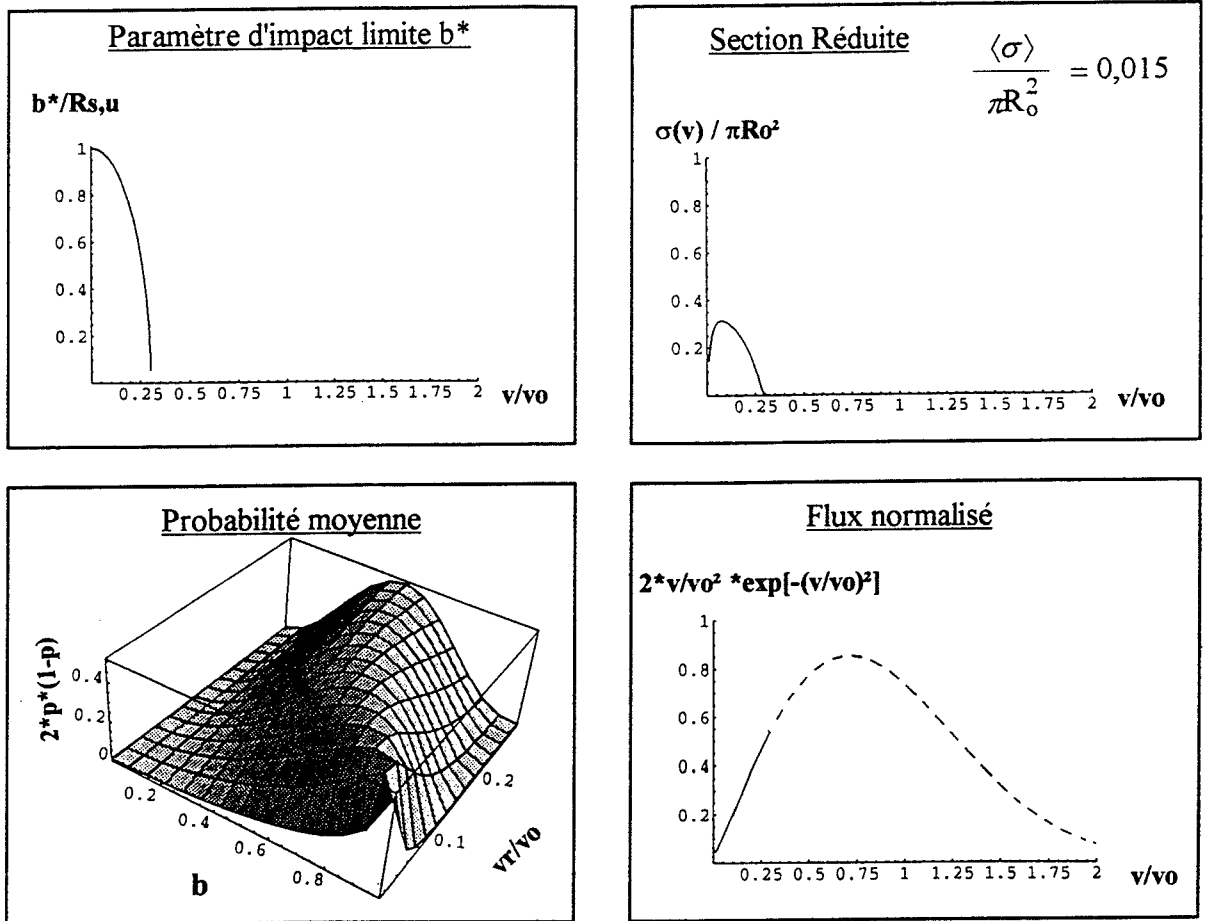 Paramètre d'impact limite b*
b*/Rs,u
1
0.8
0.6
0.4
0.2
0.25 0.5 0.75 1 1.25 1.5 1.75 2 v/vo
Section Réduite
⟨σ⟩ / πR₀² = 0,015
σ(v) / πRo²
1
0.8
0.6
0.4
0.2
0.25 0.5 0.75 1 1.25 1.5 1.75 2 v/vo
Probabilité moyenne
2*p*(1-p)
0.4
0.2
0
0.2
0.4
0.6
0.8
b
0.1
0.2
vr/vo
Flux normalisé
2*v/vo² *exp[-(v/vo)²]
1
0.8
0.6
0.4
0.2
0.25 0.5 0.75 1 1.25 1.5 1.75 2 v/vo